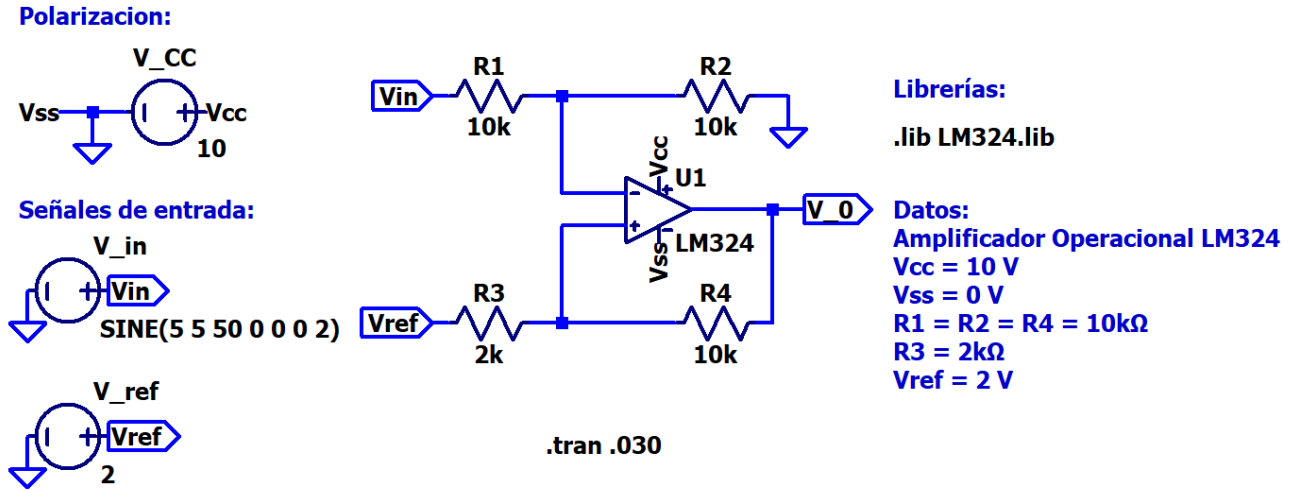 Polarizacion:
V_CC
Vss
Vcc
10
Señales de entrada:
V_in
Vin
SINE(5 5 50 0 0 0 2)
V_ref
Vref
2
Vin
R1
10k
R2
10k
Vcc
U1
LM324
Vss
V_0
Vref
R3
2k
R4
10k
.tran .030
Librerías:
.lib LM324.lib
Datos:
Amplificador Operacional LM324
Vcc = 10 V
Vss = 0 V
R1 = R2 = R4 = 10kΩ
R3 = 2kΩ
Vref = 2 V